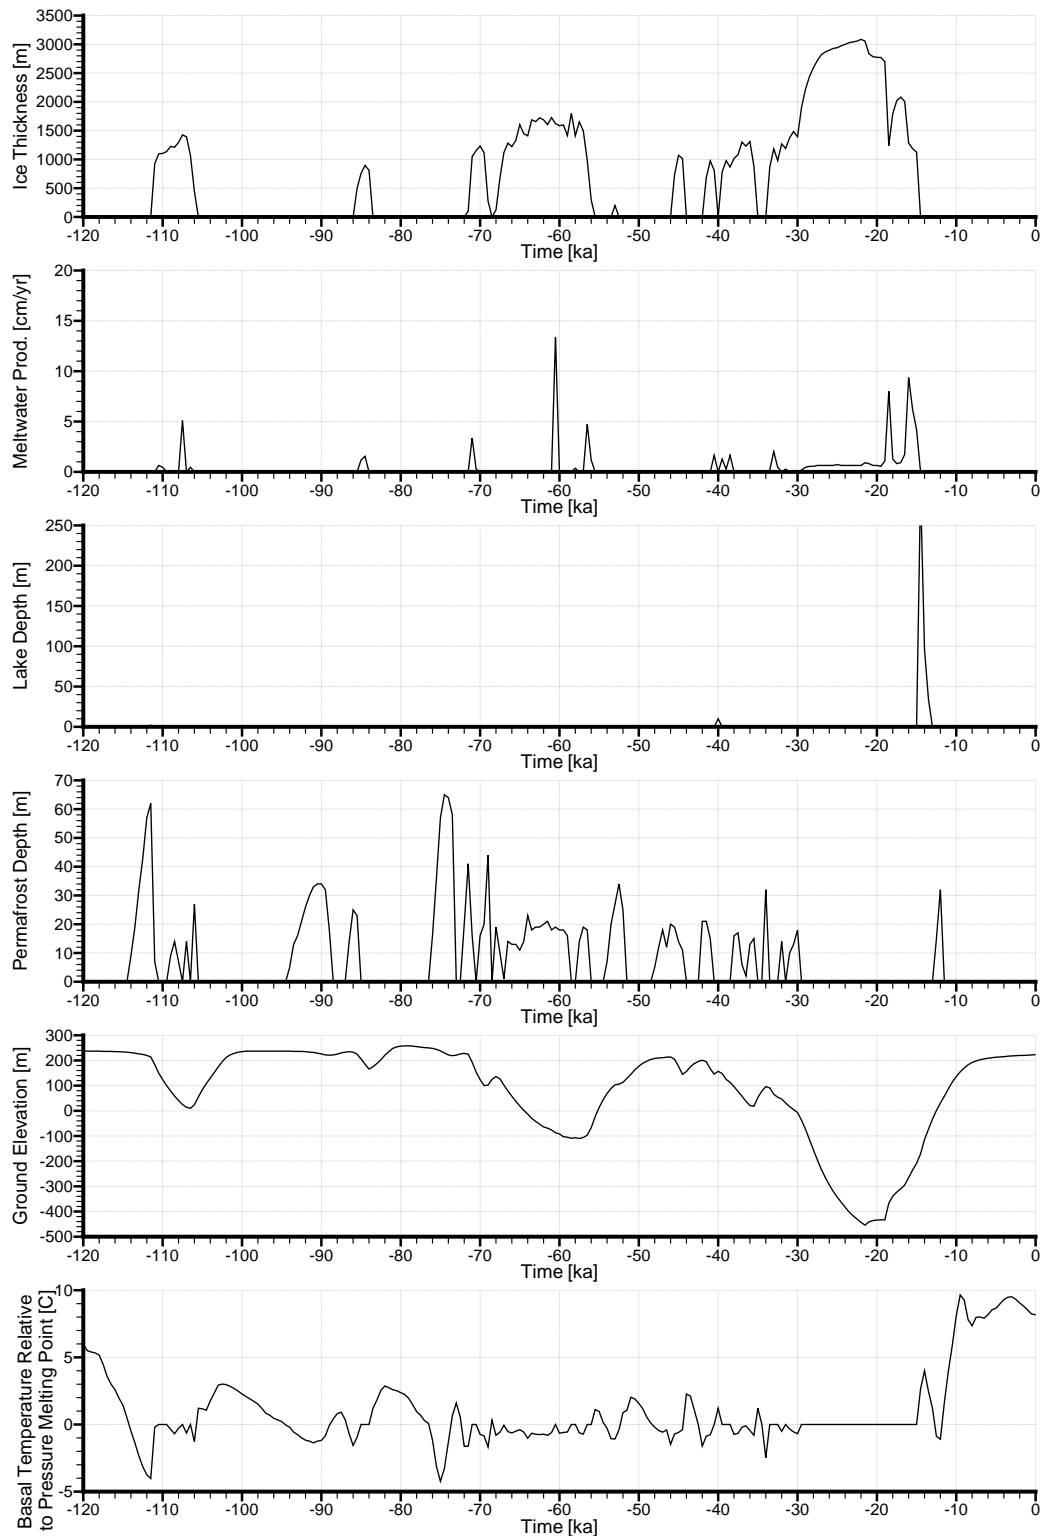 3500
3000
2500
2000
1500
1000
500
0
Ice Thickness [m]
-120 -110 -100 -90 -80 -70 -60 -50 -40 -30 -20 -10 0
Time [ka]
20
15
10
5
0
Meltwater Prod. [cm/yr]
-120 -110 -100 -90 -80 -70 -60 -50 -40 -30 -20 -10 0
Time [ka]
250
200
150
100
50
0
Lake Depth [m]
-120 -110 -100 -90 -80 -70 -60 -50 -40 -30 -20 -10 0
Time [ka]
70
60
50
40
30
20
10
0
Permafrost Depth [m]
-120 -110 -100 -90 -80 -70 -60 -50 -40 -30 -20 -10 0
Time [ka]
300
200
100
0
-100
-200
-300
-400
-500
Ground Elevation [m]
-120 -110 -100 -90 -80 -70 -60 -50 -40 -30 -20 -10 0
Time [ka]
10
5
0
-5
Basal Temperature Relative
to Pressure Melting Point [C]
-120 -110 -100 -90 -80 -70 -60 -50 -40 -30 -20 -10 0
Time [ka]